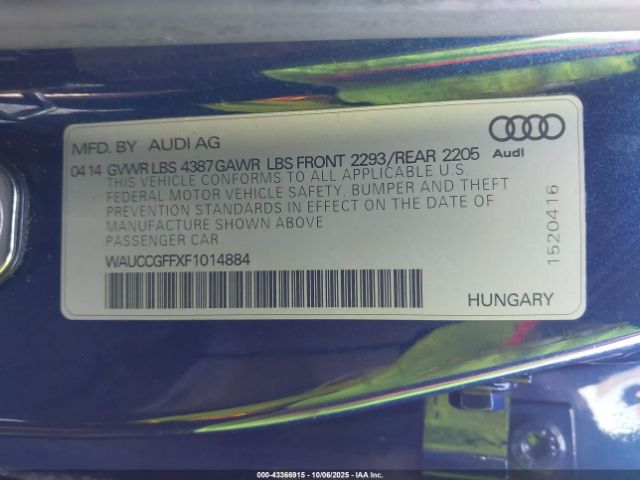 MFD. BY AUDI AG
0414 GVWR LBS 4387 GAWR LBS FRONT 2293/REAR 2205
Audi
THIS VEHICLE CONFORMS TO ALL APPLICABLE U.S.
FEDERAL MOTOR VEHICLE SAFETY, BUMPER AND THEFT
PREVENTION STANDARDS IN EFFECT ON THE DATE OF
MANUFACTURE SHOWN ABOVE
PASSENGER CAR
WAUCCGFFXF1014884
HUNGARY
1520416
000-43366915 - 10/06/2025 - IAA Inc. - Copyright